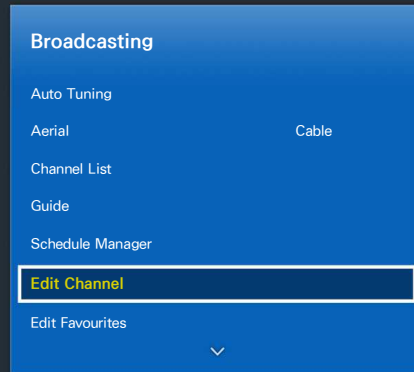 Broadcasting
Auto Tuning
Aerial Cable
Channel List
Guide
Schedule Manager
Edit Channel
Edit Favourites